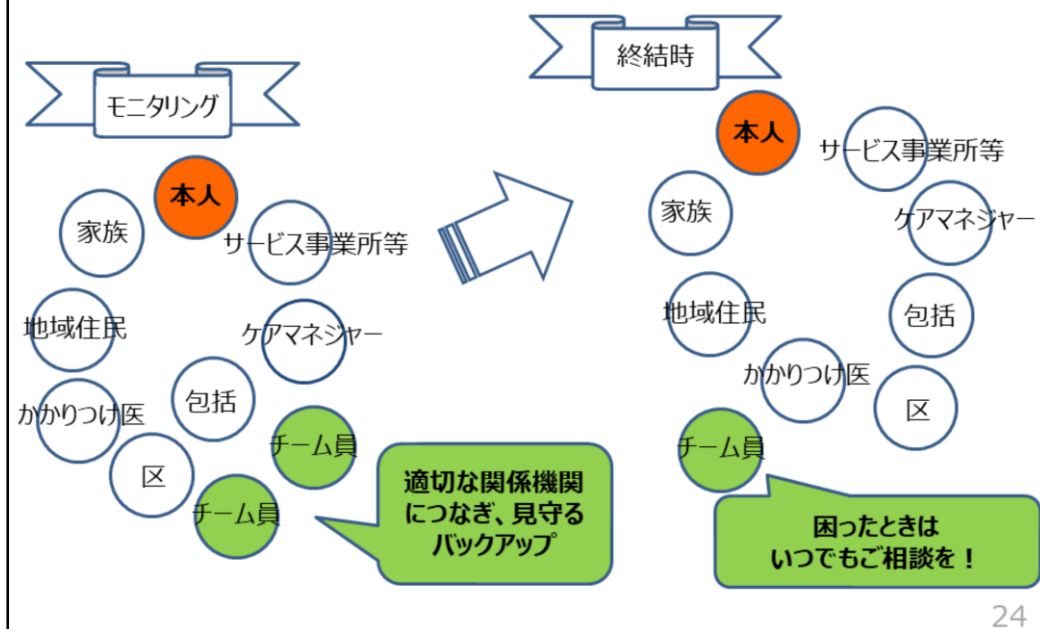 モニタリング
本人
家族
サービス事業所等
地域住民
ケアマネジャー
かかりつけ医
包括
区
チーム員
チーム員
適切な関係機関
につなぎ、見守る
バックアップ
終結時
本人
サービス事業所等
家族
ケアマネジャー
地域住民
包括
かかりつけ医
区
チーム員
困ったときは
いつでもご相談を！
24